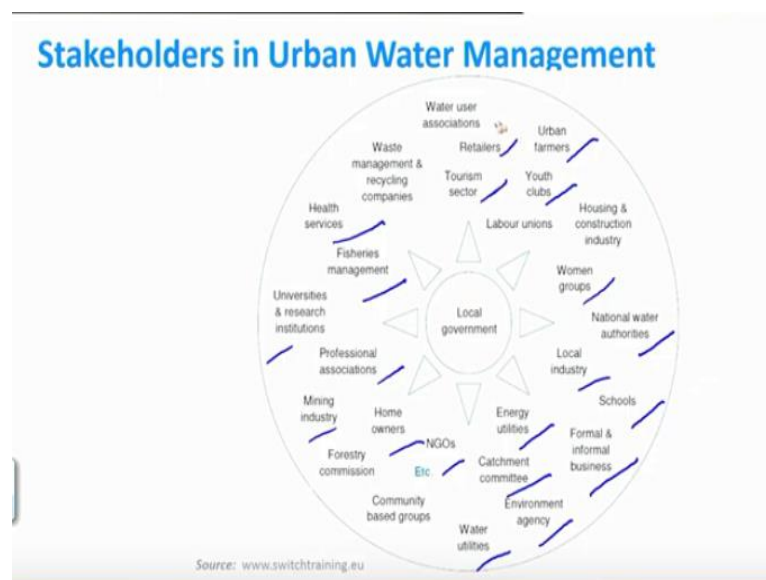 Stakeholders in Urban Water Management
Water user
associations
Retailers
Urban
farmers
Waste
management &
recycling
companies
Tourism
sector
Youth
clubs
Health
services
Labour unions
Housing &
construction
industry
Fisheries
management
Women
groups
Universities
& research
institutions
Local
government
National water
authorities
Professional
associations
Local
industry
Mining
industry
Home
owners
Energy
utilities
Schools
Forestry
commission
NGOs
Etc.
Catchment
committee
Formal &
informal
business
Community
based groups
Environment
agency
Water
utilities
Source: www.switchtraining.eu